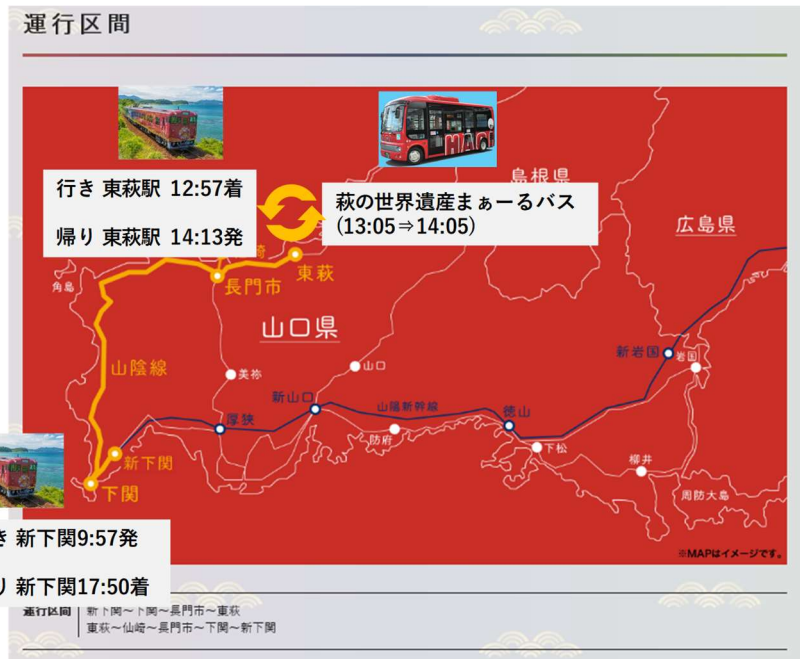 運行区間
HAGI
行き 東萩駅 12:57着
帰り 東萩駅 14:13発
萩の世界遺産まぁーるバス
(13:05⇒14:05)
島根県
広島県
崎
東萩
長門市
角島
山口県
山陰線
美祢
山口
新岩国
岩国
新山口
山陽新幹線
厚狭
徳山
防府
下松
新下関
柳井
下関
周防大島
き 新下関9:57発
り 新下関17:50着
※MAPはイメージです。
運行区間
新下関～下関～長門市～東萩
東萩～仙崎～長門市～下関～新下関